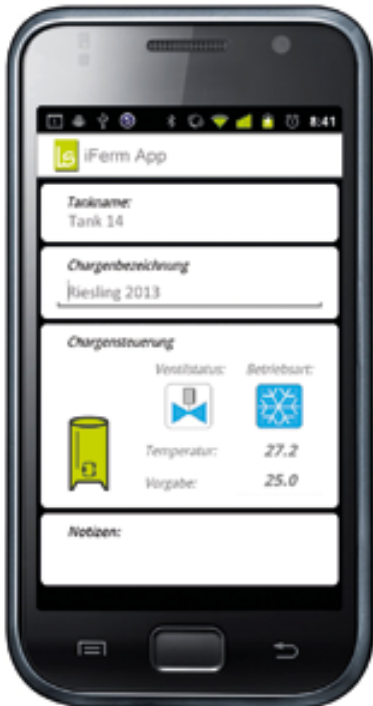 8:41
LS iFerm App
Tankname:
Tank 14
Chargenbezeichnung
Riesling 2013
Chargensteuerung
Ventilstatus: Betriebsart:
Temperatur: 27.2
Vorgabe: 25.0
Notizen: